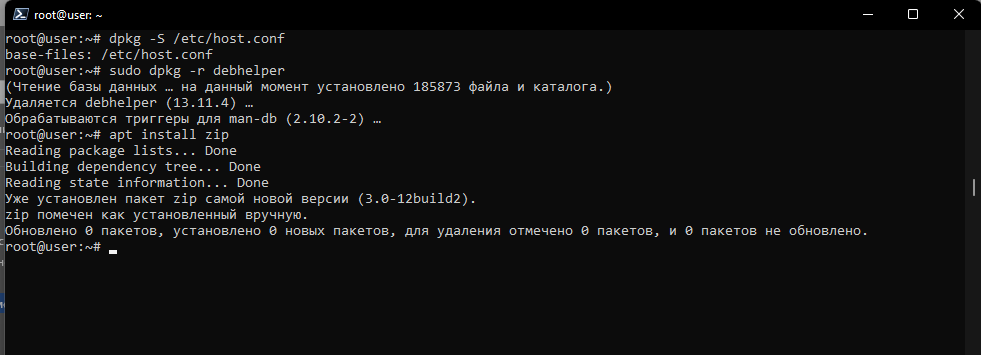 root@user: ~
root@user:~# dpkg -S /etc/host.conf
base-files: /etc/host.conf
root@user:~# sudo dpkg -r debhelper
(Чтение базы данных … на данный момент установлено 185873 файла и каталога.)
Удаляется debhelper (13.11.4) …
Обрабатываются триггеры для man-db (2.10.2-2) …
root@user:~# apt install zip
Reading package lists... Done
Building dependency tree... Done
Reading state information... Done
Уже установлен пакет zip самой новой версии (3.0-12build2).
zip помечен как установленный вручную.
Обновлено 0 пакетов, установлено 0 новых пакетов, для удаления отмечено 0 пакетов, и 0 пакетов не обновлено.
root@user:~#